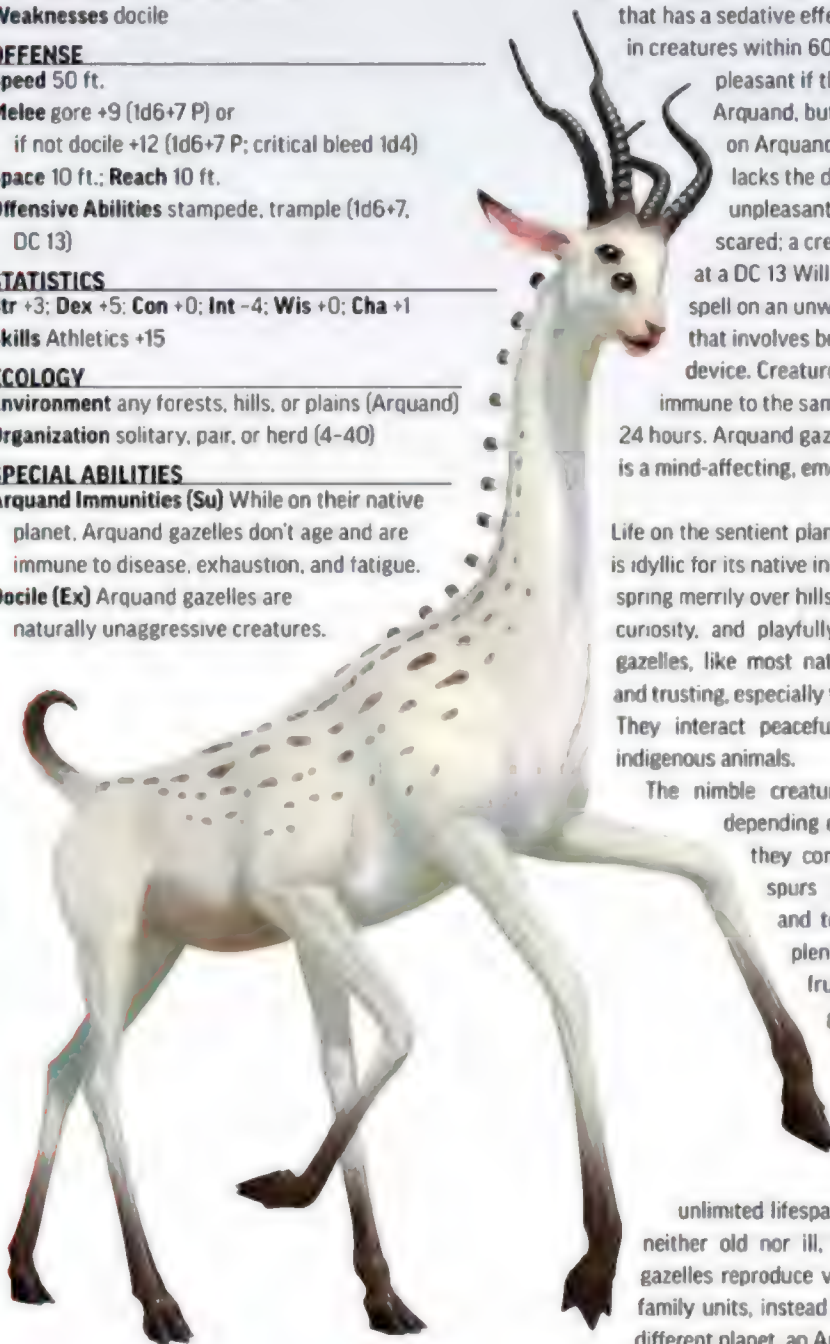 Weaknesses docile
OFFENSE
Speed 50 ft.
Melee gore +9 (1d6+7 P) or
if not docile +12 (1d6+7 P; critical bleed 1d4)
Space 10 ft.; Reach 10 ft.
Offensive Abilities stampede, trample (1d6+7,
DC 13)
STATISTICS
Str +3; Dex +5; Con +0; Int –4; Wis +0; Cha +1
Skills Athletics +15
ECOLOGY
Environment any forests, hills, or plains (Arquand)
Organization solitary, pair, or herd (4–40)
SPECIAL ABILITIES
Arquand Immunities (Su) While on their native
planet, Arquand gazelles don't age and are
immune to disease, exhaustion, and fatigue.
Docile (Ex) Arquand gazelles are
naturally unaggressive creatures.
that has a sedative effe
in creatures within 60
pleasant if th
Arquand, but
on Arquand
lacks the d
unpleasant
scared; a cre
at a DC 13 Will
spell on an unw
that involves b
device. Creature
immune to the sam
24 hours. Arquand gaz
is a mind-affecting, em
Life on the sentient plan
is idyllic for its native in
spring merrily over hills
curiosity, and playfully
gazelles, like most nat
and trusting, especially
They interact peacefu
indigenous animals.
The nimble creatur
depending
they con
spurs
and t
plen
fru
unlimited lifespa
neither old nor ill,
gazelles reproduce v
family units, instead
different planet, an A